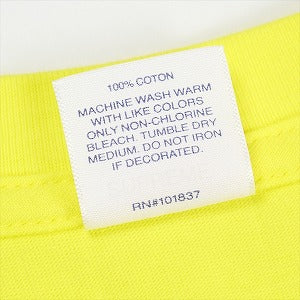 100% COTON
MACHINE WASH WARM
WITH LIKE COLORS
ONLY NON-CHLORINE
BLEACH. TUMBLE DRY
MEDIUM. DO NOT IRON
IF DECORATED.
RN#101837